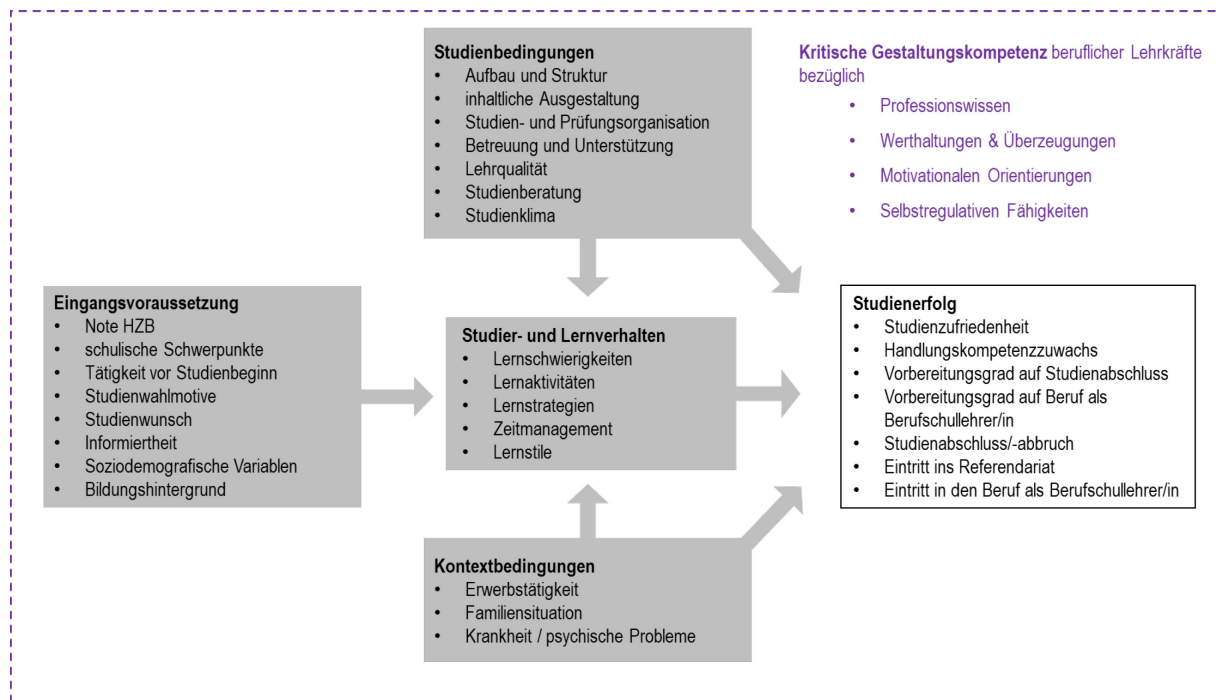 Studienbedingungen
• Aufbau und Struktur
• inhaltliche Ausgestaltung
• Studien- und Prüfungsorganisation
• Betreuung und Unterstützung
• Lehrqualität
• Studienberatung
• Studienklima
Kritische Gestaltungskompetenz beruflicher Lehrkräfte
bezüglich
• Professionswissen
• Werthaltungen & Überzeugungen
• Motivationalen Orientierungen
• Selbstregulativen Fähigkeiten
Eingangsvoraussetzung
• Note HZB
• schulische Schwerpunkte
• Tätigkeit vor Studienbeginn
• Studienwahlmotive
• Studienwunsch
• Informiertheit
• Soziodemografische Variablen
• Bildungshintergrund
Studier- und Lernverhalten
• Lernschwierigkeiten
• Lernaktivitäten
• Lernstrategien
• Zeitmanagement
• Lernstile
Studienerfolg
• Studienzufriedenheit
• Handlungskompetenzzuwachs
• Vorbereitungsgrad auf Studienabschluss
• Vorbereitungsgrad auf Beruf als
Berufschullehrer/in
• Studienabschluss/-abbruch
• Eintritt ins Referendariat
• Eintritt in den Beruf als Berufschullehrer/in
Kontextbedingungen
• Erwerbstätigkeit
• Familiensituation
• Krankheit / psychische Probleme